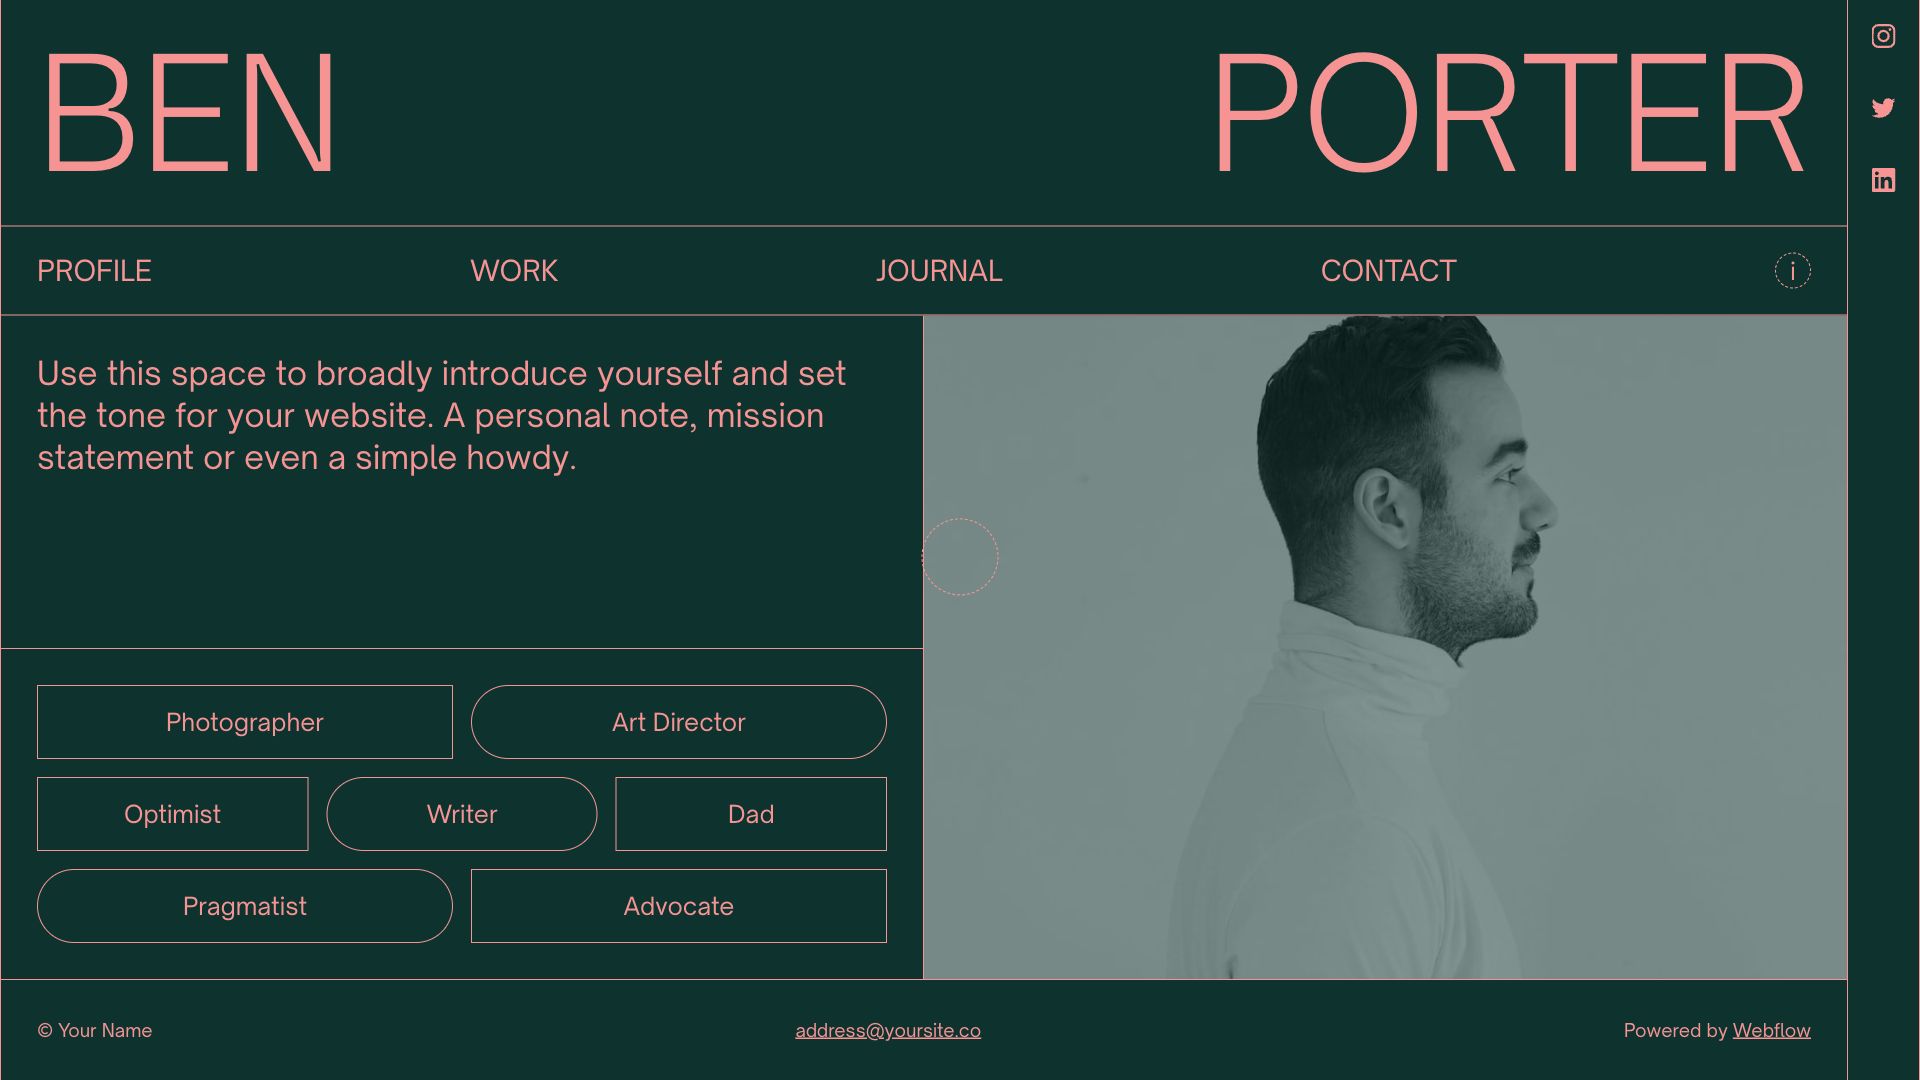 BEN PORTER
PROFILE WORK JOURNAL CONTACT i
Use this space to broadly introduce yourself and set
the tone for your website. A personal note, mission
statement or even a simple howdy.
Photographer Art Director
Optimist Writer Dad
Pragmatist Advocate
© Your Name address@yoursite.co Powered by Webflow